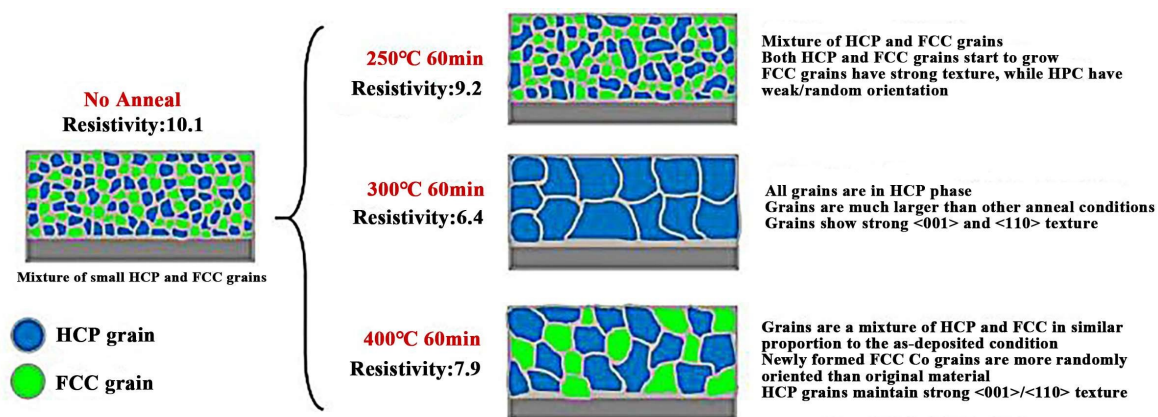 No Anneal
Resistivity:10.1
Mixture of small HCP and FCC grains
HCP grain
FCC grain
250℃ 60min
Resistivity:9.2
Mixture of HCP and FCC grains
Both HCP and FCC grains start to grow
FCC grains have strong texture, while HPC have
weak/random orientation
300℃ 60min
Resistivity:6.4
All grains are in HCP phase
Grains are much larger than other anneal conditions
Grains show strong <001> and <110> texture
400℃ 60min
Resistivity:7.9
Grains are a mixture of HCP and FCC in similar
proportion to the as-deposited condition
Newly formed FCC Co grains are more randomly
oriented than original material
HCP grains maintain strong <001>/<110> texture